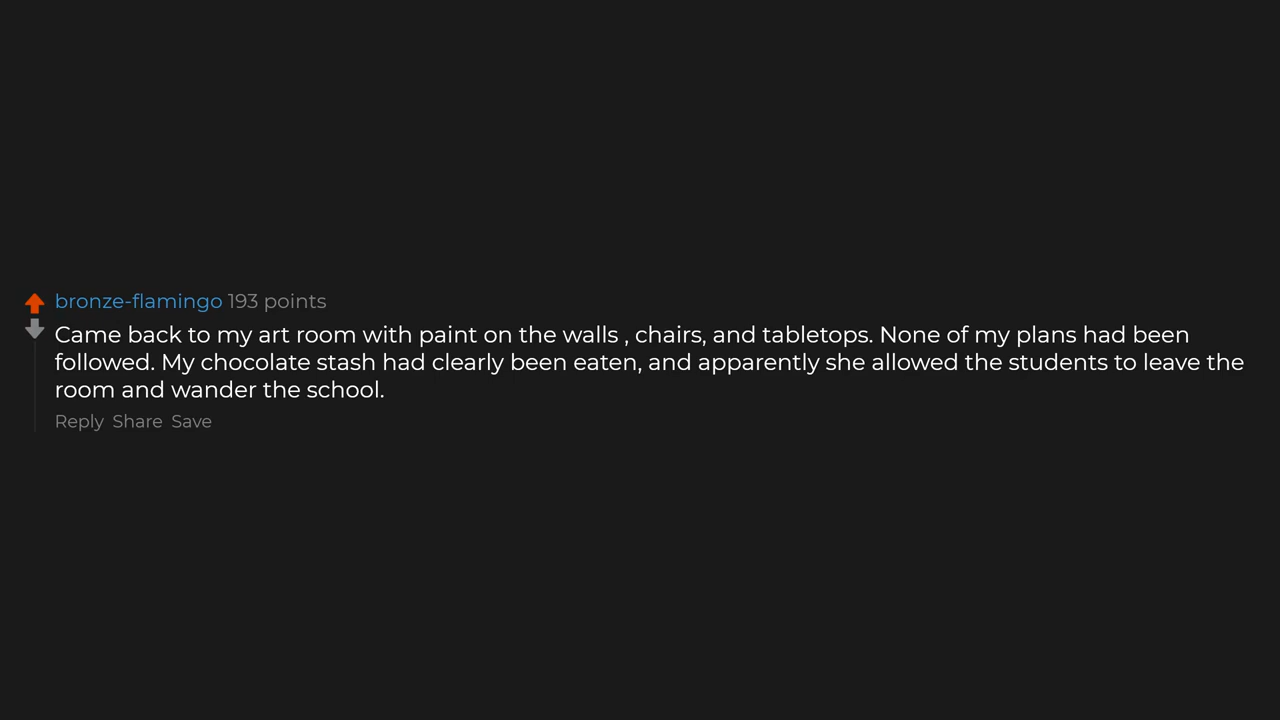 bronze-flamingo 193 points
Came back to my art room with paint on the walls , chairs, and tabletops. None of my plans had been
followed. My chocolate stash had clearly been eaten, and apparently she allowed the students to leave the
room and wander the school.
Reply Share Save